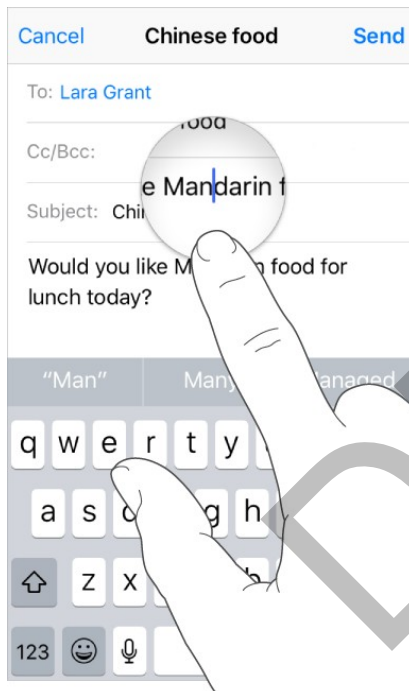 Cancel Chinese food Send
To: Lara Grant
food
Cc/Bcc:
e Mandarin f
Subject: Chi
Would you like M n food for
lunch today?
"Man" Many anaged
q w e r t y
a s d g h
z x b
123